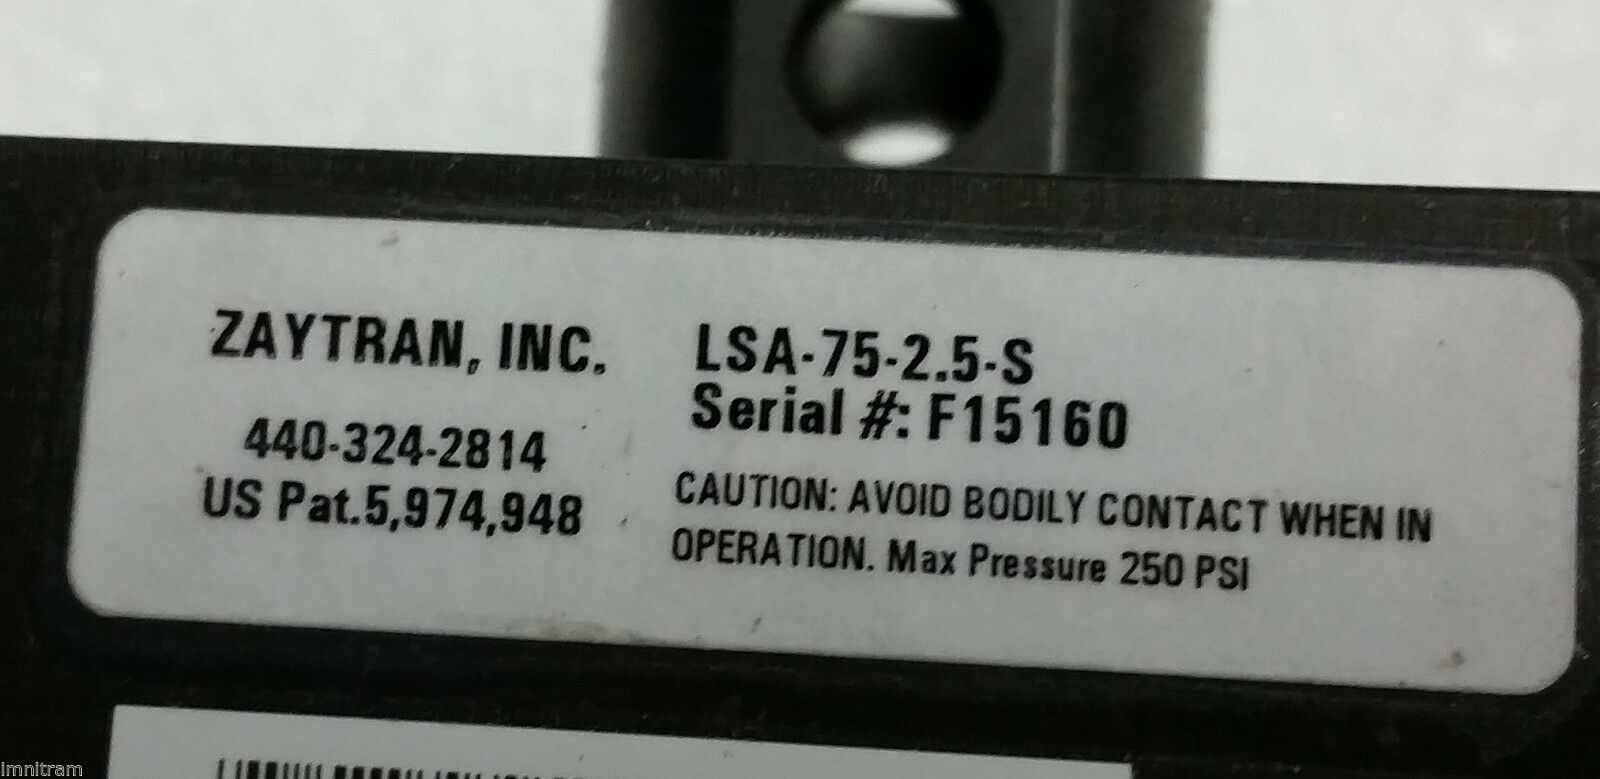 ZAYTRAN, INC.
440-324-2814
US Pat.5,974,948
LSA-75-2.5-S
Serial #: F15160
CAUTION: AVOID BODILY CONTACT WHEN IN
OPERATION. Max Pressure 250 PSI
imnitram